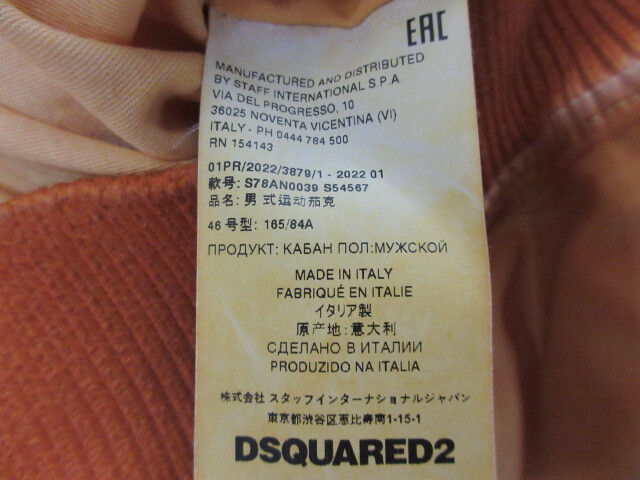 EAC
MANUFACTURED AND DISTRIBUTED
BY STAFF INTERNATIONAL S.P.A.
VIA DEL PROGRESSO, 10
36025 NOVENTA VICENTINA (VI)
ITALY - PH 0444 784 500
RN 154143
01PR/2022/3879/1 - 2022 01
款号: S78AN0039 S54567
品名: 男 式运动茄克
46 号型: 165/84A
ПРОДУКТ: КАБАН ПОЛ:МУЖСКОЙ
MADE IN ITALY
FABRIQUÉ EN ITALIE
イタリア製
原产地: 意大利
СДЕЛАНО В ИТАЛИИ
PRODUZIDO NA ITALIA
株式会社 スタッフインターナショナルジャパン
東京都渋谷区恵比寿南1-15-1
DSQUARED2